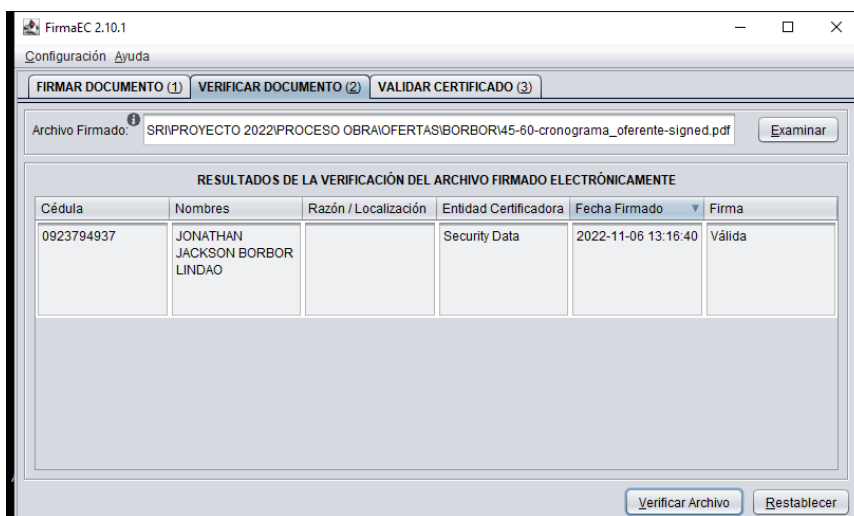 FirmaEC 2.10.1
Configuración Ayuda
FIRMAR DOCUMENTO (1) VERIFICAR DOCUMENTO (2) VALIDAR CERTIFICADO (3)
Archivo Firmado: SRI\PROYECTO 2022\PROCESO OBRA\OFERTAS\BORBOR\45-60-cronograma_oferente-signed.pdf Examinar
RESULTADOS DE LA VERIFICACIÓN DEL ARCHIVO FIRMADO ELECTRÓNICAMENTE
Cédula Nombres Razón / Localización Entidad Certificadora Fecha Firmado Firma
0923794937 JONATHAN Security Data 2022-11-06 13:16:40 Válida
JACKSON BORBOR
LINDAO
Verificar Archivo Restablecer